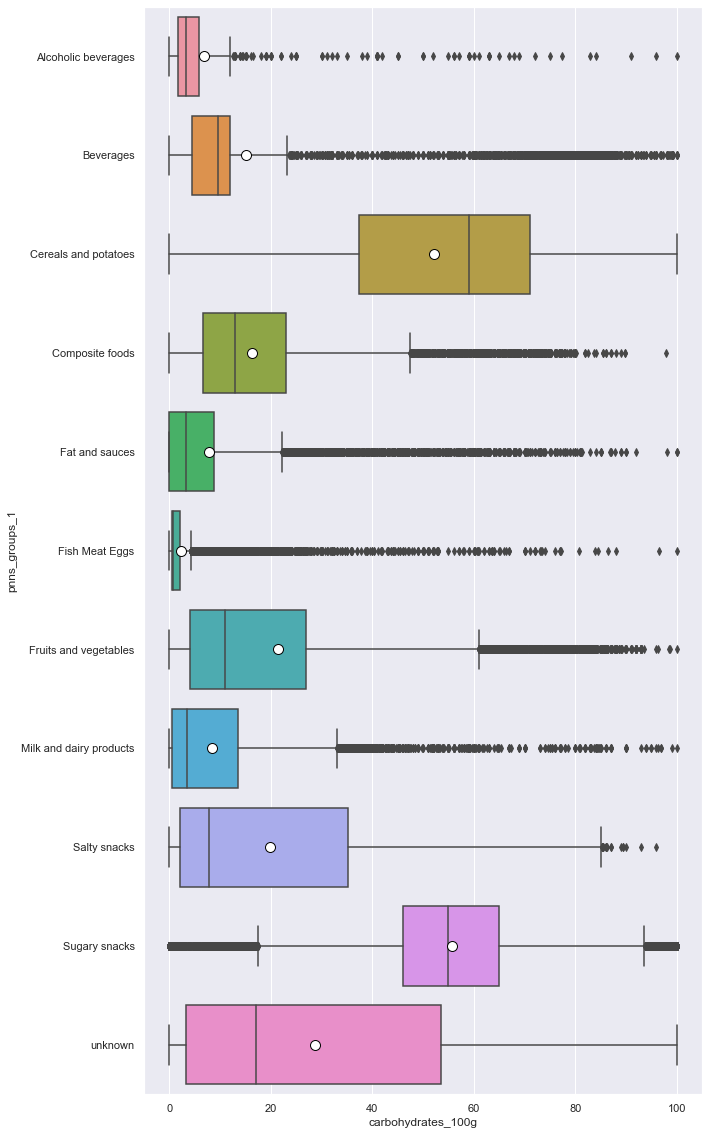 Alcoholic beverages
Beverages
Cereals and potatoes
Composite foods
Fat and sauces
pnns_groups_1
Fish Meat Eggs
Fruits and vegetables
Milk and dairy products
Salty snacks
Sugary snacks
unknown
0 20 40 60 80 100
carbohydrates_100g